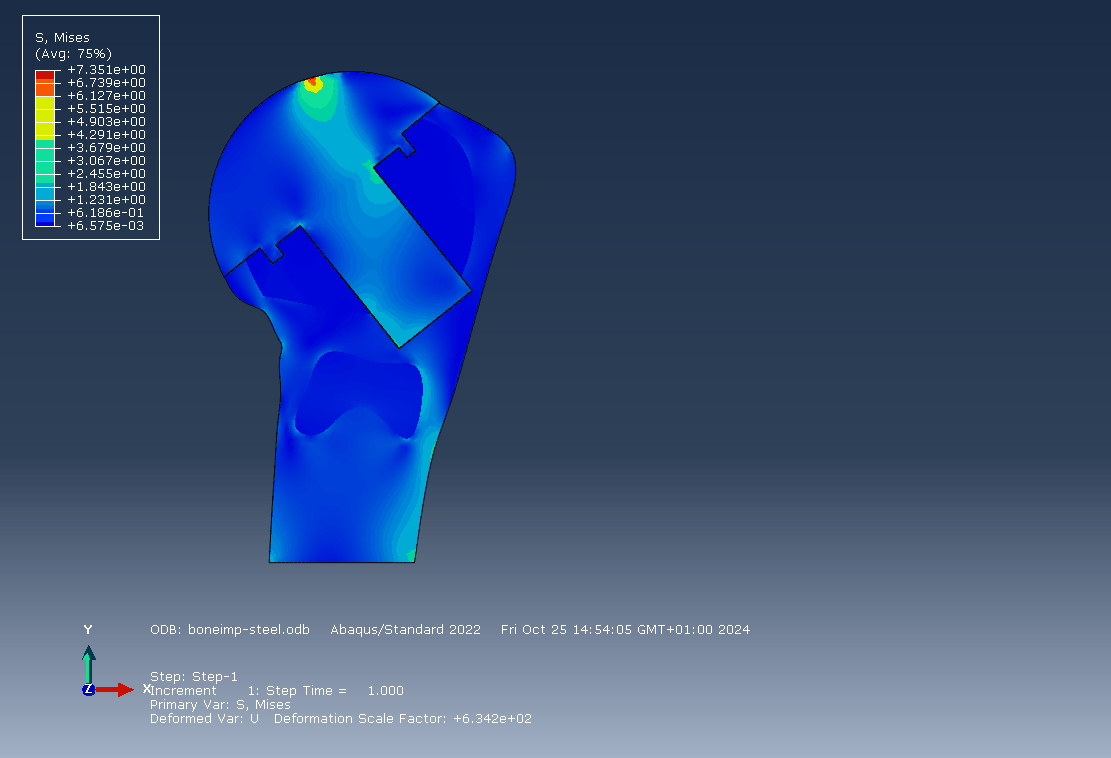 S, Mises
(Avg: 75%)
+7.351e+00
+6.739e+00
+6.127e+00
+5.515e+00
+4.903e+00
+4.291e+00
+3.679e+00
+3.067e+00
+2.455e+00
+1.843e+00
+1.231e+00
+6.186e-01
+6.575e-03
Y
ODB: boneimp-steel.odb Abaqus/Standard 2022 Fri Oct 25 14:54:05 GMT+01:00 2024
Step: Step-1
Z X
Increment 1: Step Time = 1.000
Primary Var: S, Mises
Deformed Var: U Deformation Scale Factor: +6.342e+02